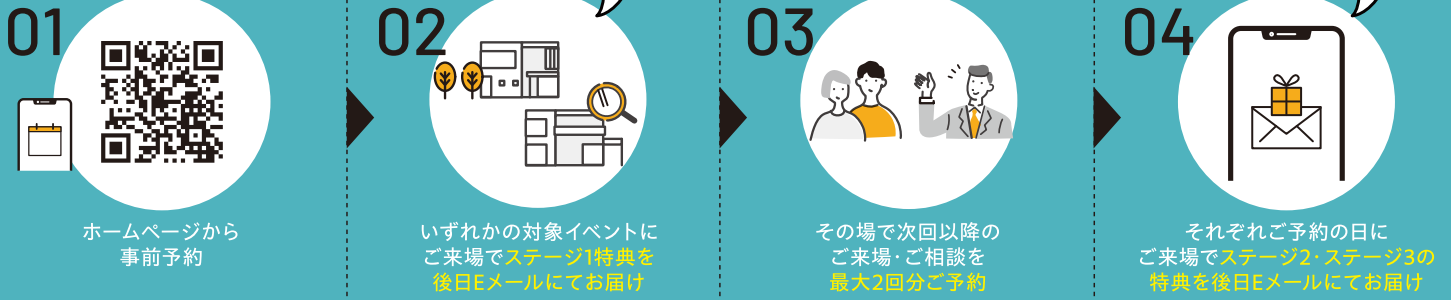 01
ホームページから
事前予約
02
いずれかの対象イベントに
ご来場でステージ1特典を
後日Eメールにてお届け
03
その場で次回以降の
ご来場･ご相談を
最大2回分ご予約
04
それぞれご予約の日に
ご来場でステージ2･ステージ3の
特典を後日Eメールにてお届け